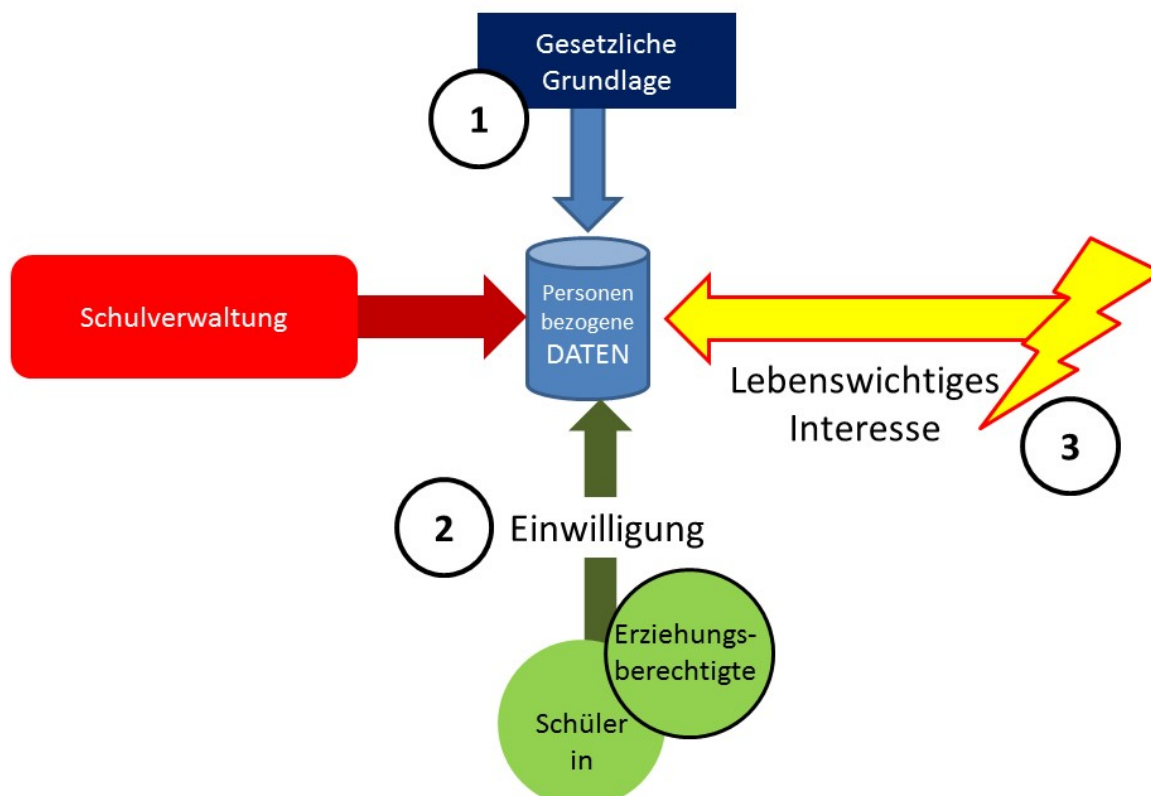 Gesetzliche
Grundlage
1
Schulverwaltung
Personen
bezogene
DATEN
Lebenswichtiges
Interesse
3
2
Einwilligung
Erziehungs-
berechtigte
Schüler
in